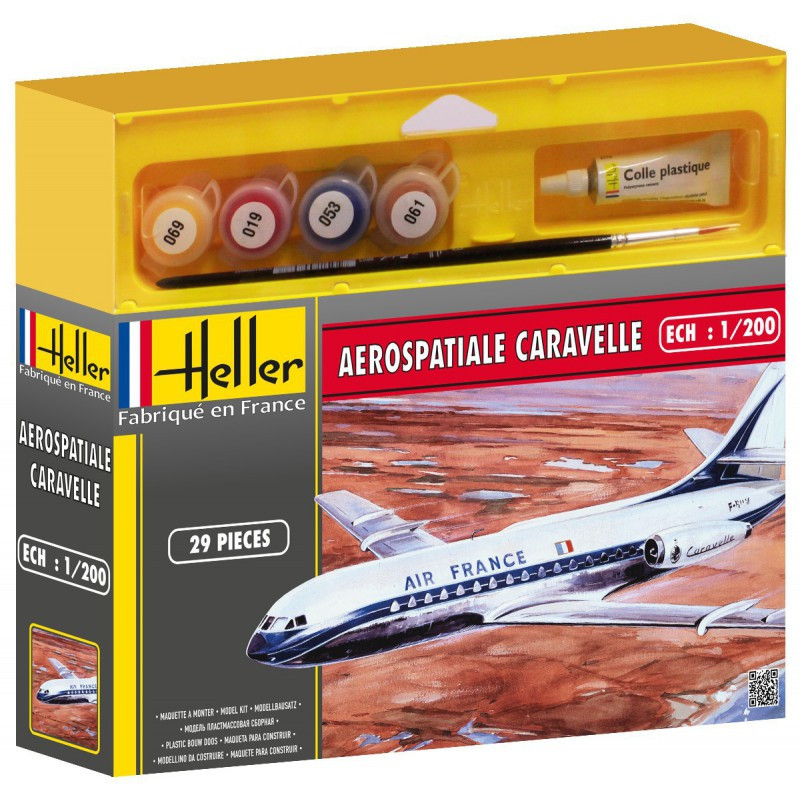 069
019
053
061
Heller
Colle plastique
Heller
Fabriqué en France
AEROSPATIALE
CARAVELLE
ECH : 1/200
Heller
Fabriqué en France
AEROSPATIALE CARAVELLE
ECH : 1/200
29 PIECES
AIR FRANCE
Caravelle
AIR FRANCE
• MAQUETTE A MONTER • MODEL KIT • MODELLBAUSATZ •
• МОДЕЛЬ ПЛАСТМАССОВАЯ СБОРНАЯ •
• PLASTIC BOUW DOOS • MAQUETA PARA CONSTRUIR •
MODELLINO DA COSTRUIRE • MAQUETE PARA CONSTRUIR •